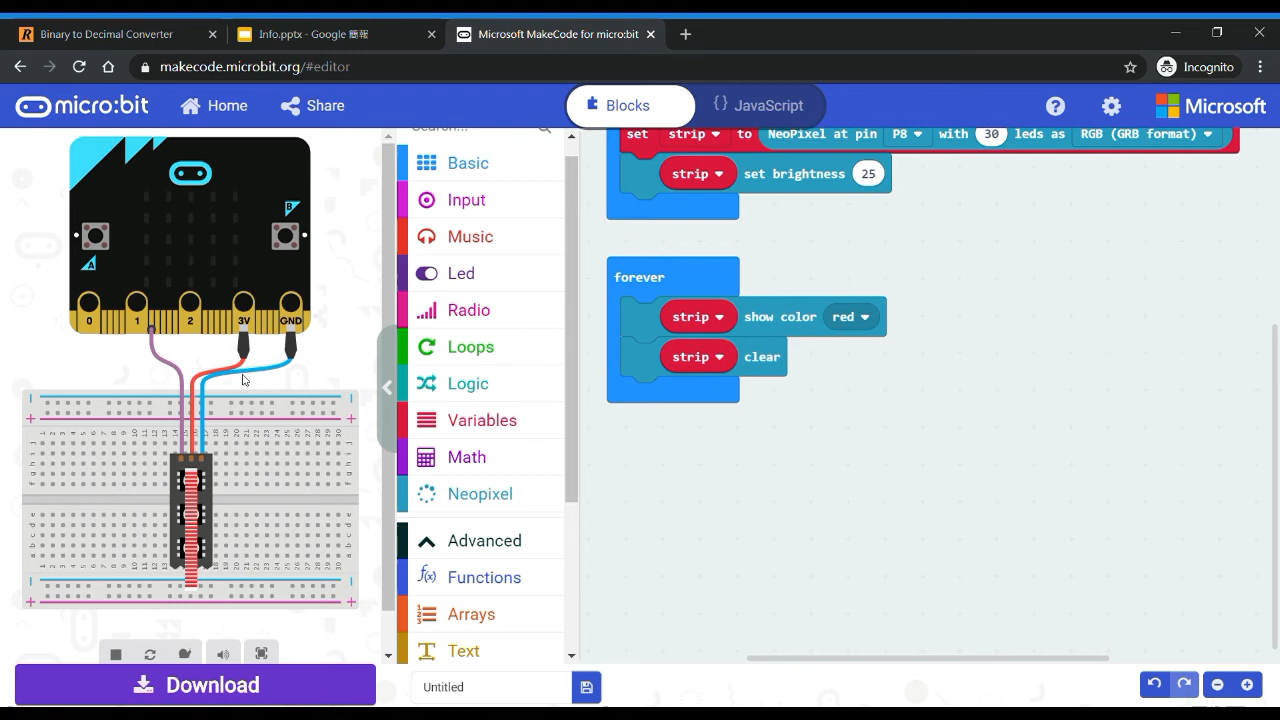 Binary to Decimal Converter
Info.pptx - Google 簡報
Microsoft MakeCode for micro:bit
makecode.microbit.org/#editor
Incognito
micro:bit
Home
Share
Blocks
{} JavaScript
Microsoft
A
B
0 1 2 3V GND
Search...
Basic
Input
Music
Led
Radio
Loops
Logic
Variables
Math
Neopixel
Advanced
Functions
Arrays
Text
set strip to NeoPixel at pin P8 with 30 leds as RGB (GRB format)
strip set brightness 25
forever
strip show color red
strip clear
Download
Untitled